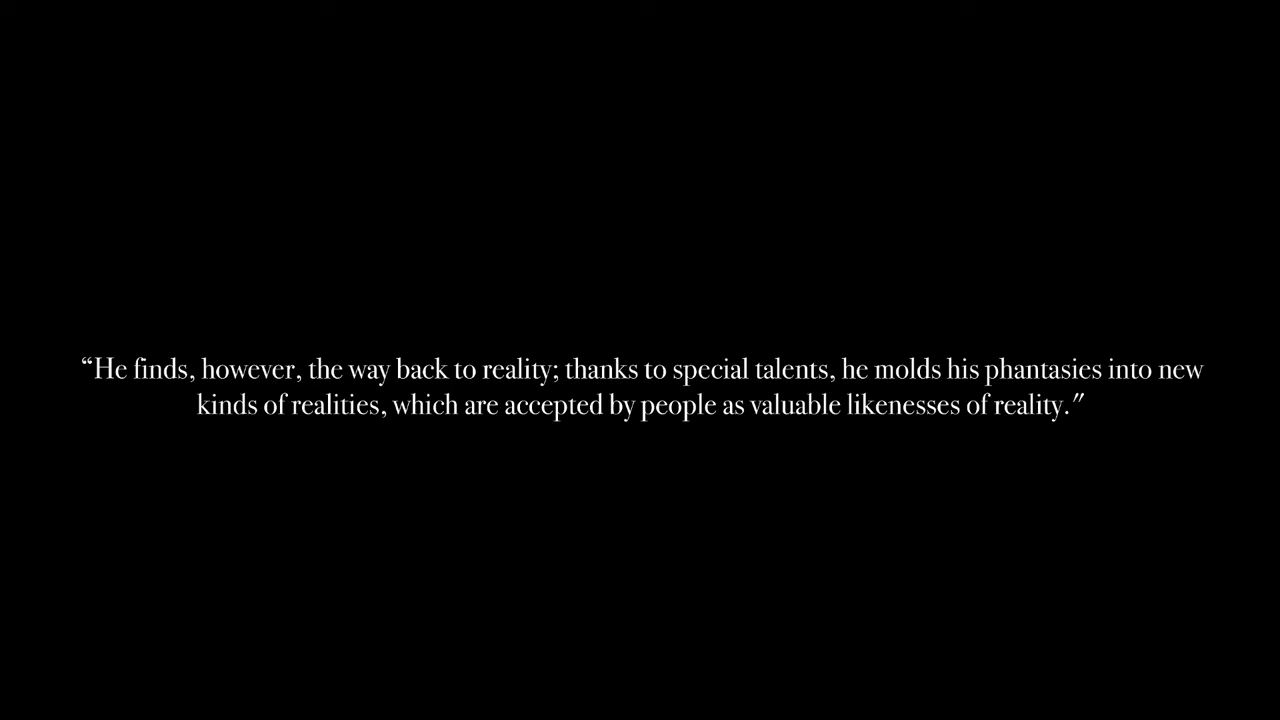 “He finds, however, the way back to reality; thanks to special talents, he molds his phantasies into new
kinds of realities, which are accepted by people as valuable likenesses of reality."